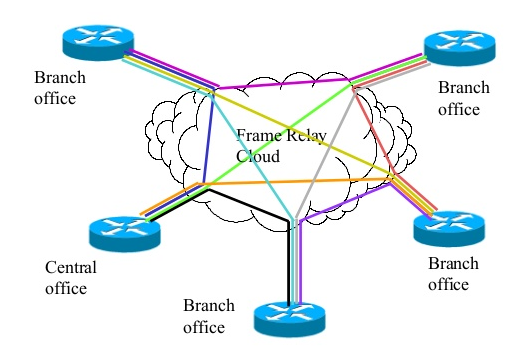 Branch
office
Branch
office
Frame Relay
Cloud
Central
office
Branch
office
Branch
office